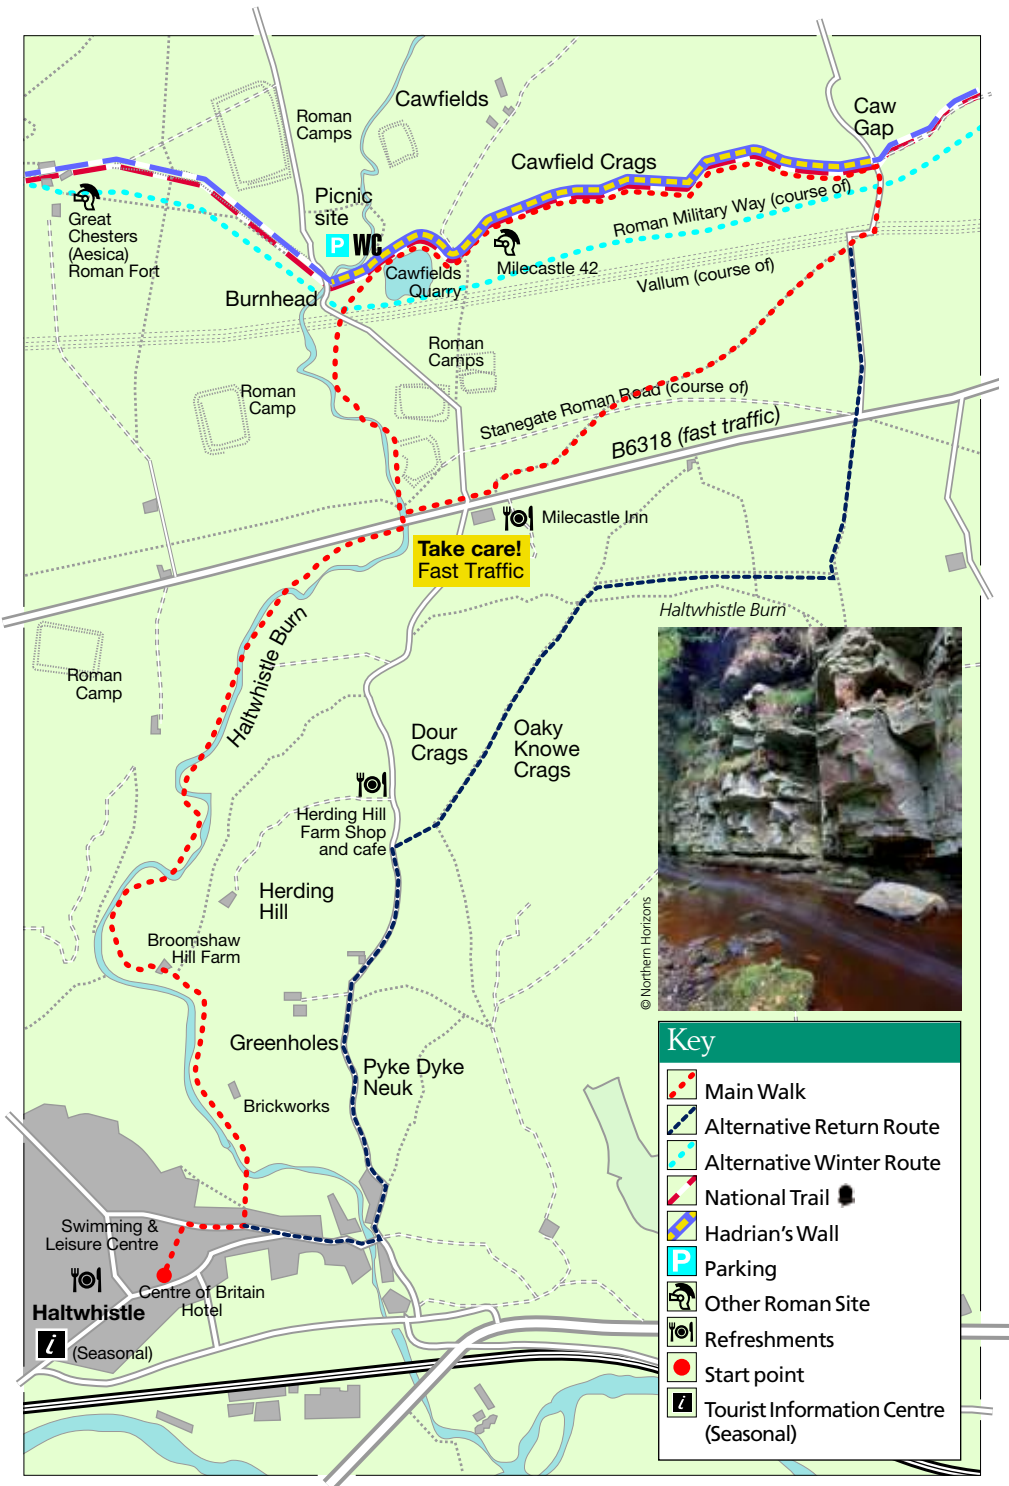 Cawfields
Roman
Camps
Caw
Gap
Cawfield Crags
Picnic
site
P WC
Roman Military Way (course of)
Great
Chesters
(Aesica)
Roman Fort
Cawfields
Quarry
Milecastle 42
Vallum (course of)
Burnhead
Roman
Camps
Roman
Camp
Stanegate Roman Road (course of)
B6318 (fast traffic)
Milecastle Inn
Take care!
Fast Traffic
Haltwhistle Burn
Haltwhistle Burn
Roman
Camp
Dour
Crags
Oaky
Knowe
Crags
Herding Hill
Farm Shop
and cafe
Herding
Hill
© Northern Horizons
Broomshaw
Hill Farm
Greenholes
Pyke Dyke
Neuk
Brickworks
Swimming &
Leisure Centre
Centre of Britain
Hotel
Haltwhistle
i (Seasonal)
Key
Main Walk
Alternative Return Route
Alternative Winter Route
National Trail
Hadrian's Wall
P Parking
Other Roman Site
Refreshments
Start point
i Tourist Information Centre
(Seasonal)